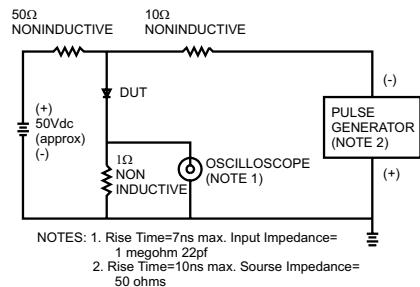 50Ω
NONINDUCTIVE
10Ω
NONINDUCTIVE
DUT
(+)
50Vdc
(approx)
(-)
1Ω
NON
INDUCTIVE
OSCILLOSCOPE
(NOTE 1)
(-)
PULSE
GENERATOR
(NOTE 2)
(+)
NOTES: 1. Rise Time=7ns max. Input Impedance=
1 megohm 22pf
2. Rise Time=10ns max. Sourse Impedance=
50 ohms